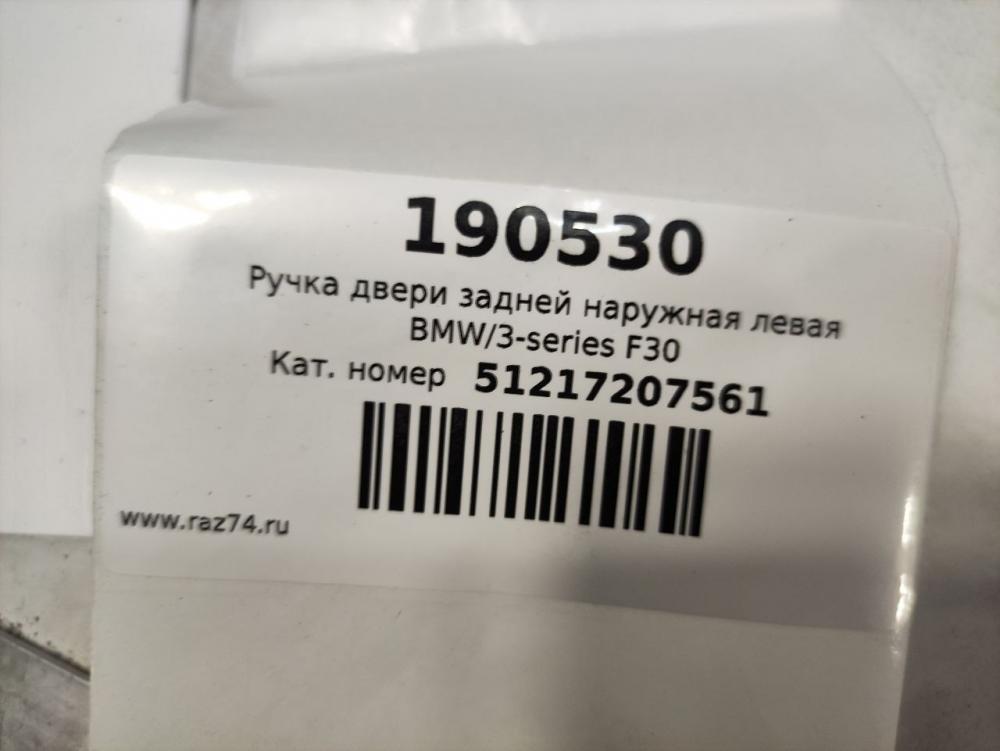 190530
Ручка двери задней наружная левая
BMW/3-series F30
Кат. номер 51217207561
www.raz74.ru